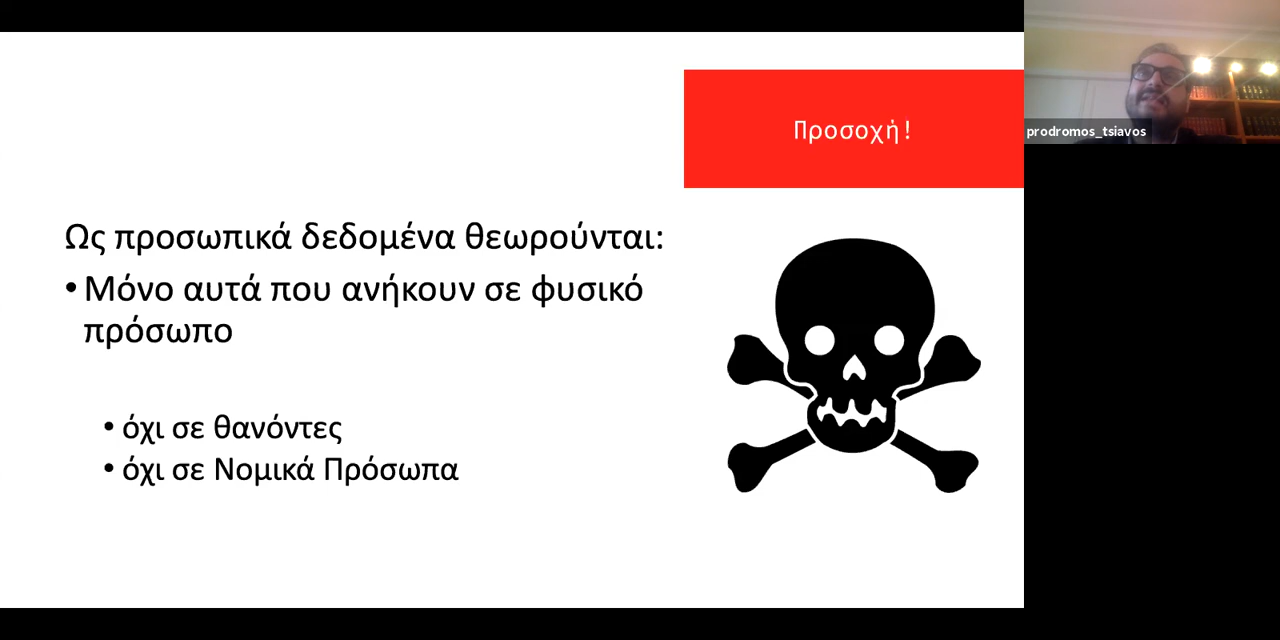 Προσοχή!
prodromos_tsiavos
Ως προσωπικά δεδομένα θεωρούνται:
• Μόνο αυτά που ανήκουν σε φυσικό
πρόσωπο
• όχι σε θανόντες
• όχι σε Νομικά Πρόσωπα